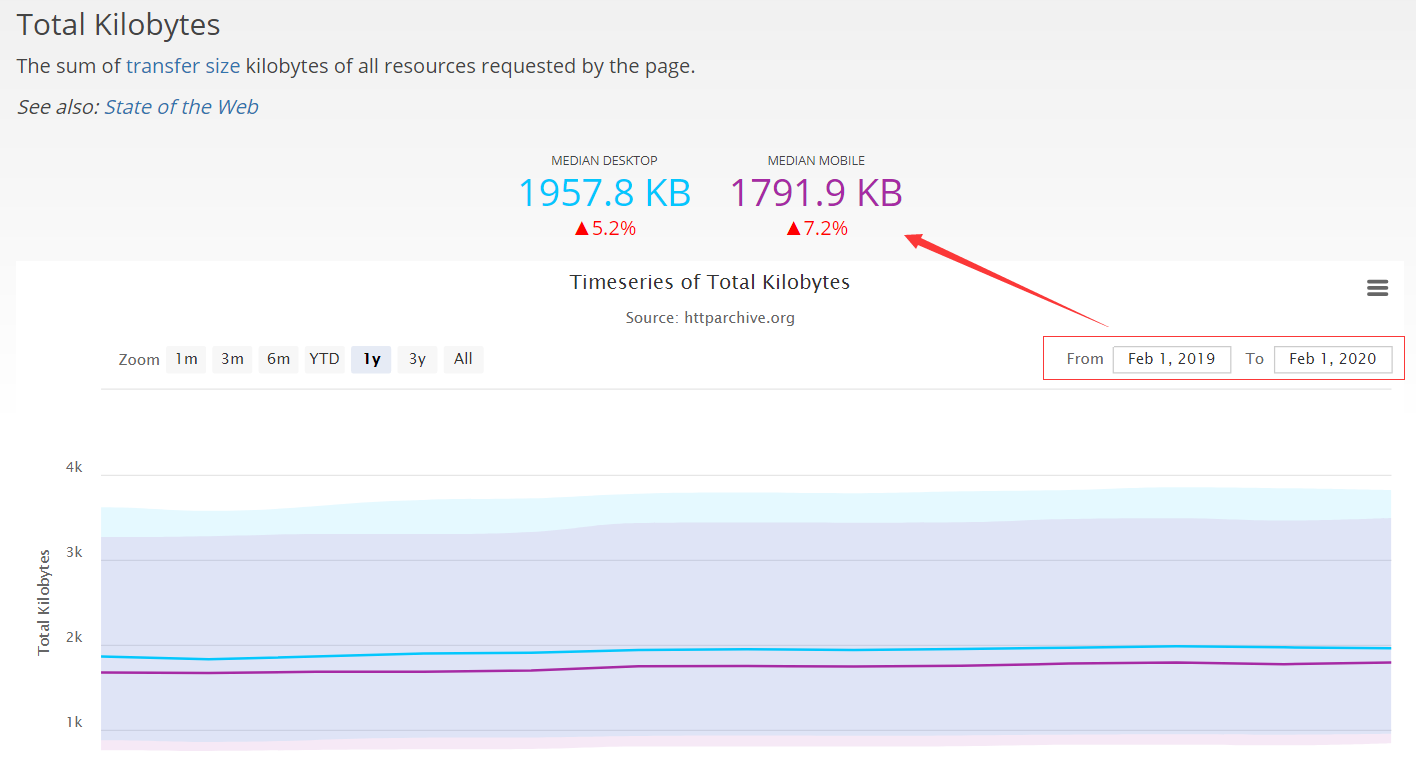 Total Kilobytes
The sum of transfer size kilobytes of all resources requested by the page.
See also: State of the Web
MEDIAN DESKTOP MEDIAN MOBILE
1957.8 KB 1791.9 KB
▲5.2% ▲7.2%
Timeseries of Total Kilobytes
Source: httparchive.org
Zoom 1m 3m 6m YTD 1y 3y All From Feb 1, 2019 To Feb 1, 2020
4k
3k
Total Kilobytes
2k
1k